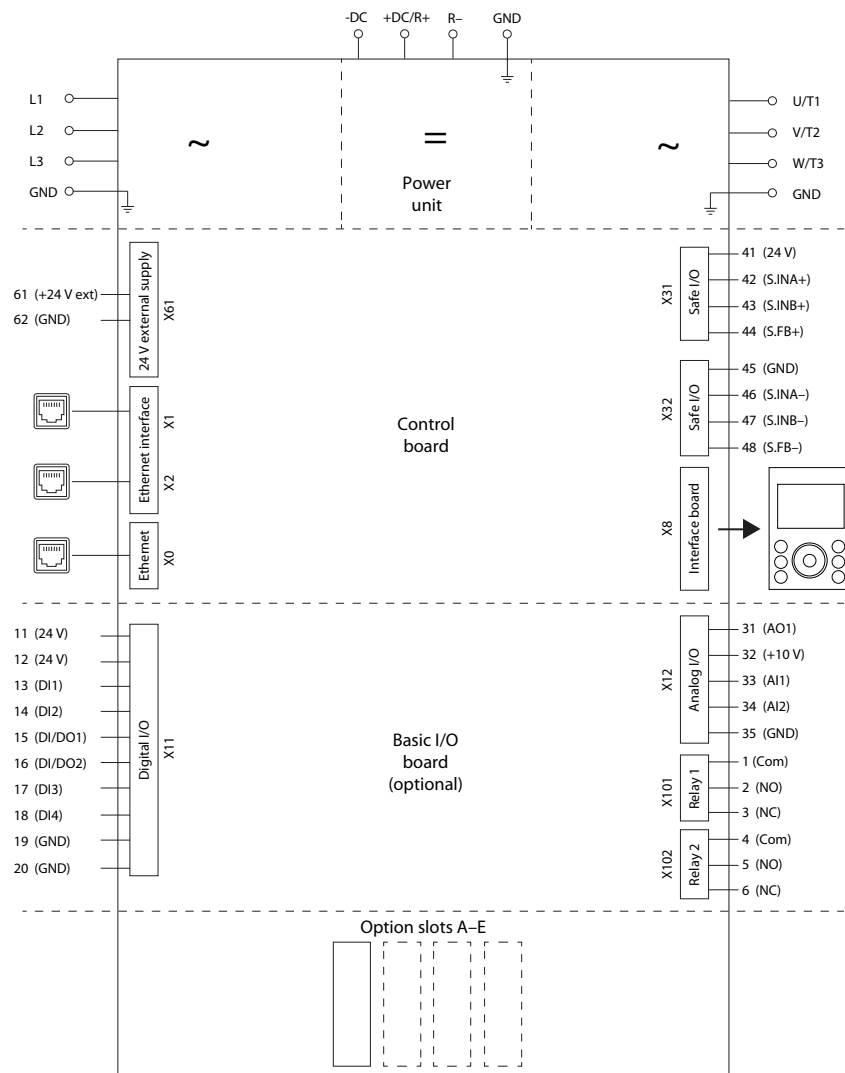 -DC +DC/R+ R– GND
L1
L2
L3
GND
~
=
~
Power
unit
U/T1
V/T2
W/T3
GND
61 (+24 V ext)
62 (GND)
24 V external supply
X61
Ethernet interface
X1
X2
Ethernet
X0
Control
board
X31
Safe I/O
41 (24 V)
42 (S.INA+)
43 (S.INB+)
44 (S.FB+)
X32
Safe I/O
45 (GND)
46 (S.INA–)
47 (S.INB–)
48 (S.FB–)
X8
Interface board
11 (24 V)
12 (24 V)
13 (DI1)
14 (DI2)
15 (DI/DO1)
16 (DI/DO2)
17 (DI3)
18 (DI4)
19 (GND)
20 (GND)
Digital I/O
X11
Basic I/O
board
(optional)
X12
Analog I/O
31 (AO1)
32 (+10 V)
33 (AI1)
34 (AI2)
35 (GND)
X101
Relay 1
1 (Com)
2 (NO)
3 (NC)
X102
Relay 2
4 (Com)
5 (NO)
6 (NC)
Option slots A–E